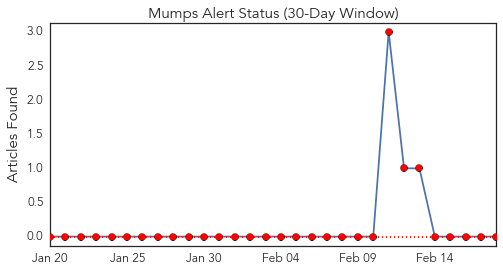 Mumps Alert Status (30-Day Window)
Articles Found
3.0
2.5
2.0
1.5
1.0
0.5
0.0
Jan 20 Jan 25 Jan 30 Feb 04 Feb 09 Feb 14